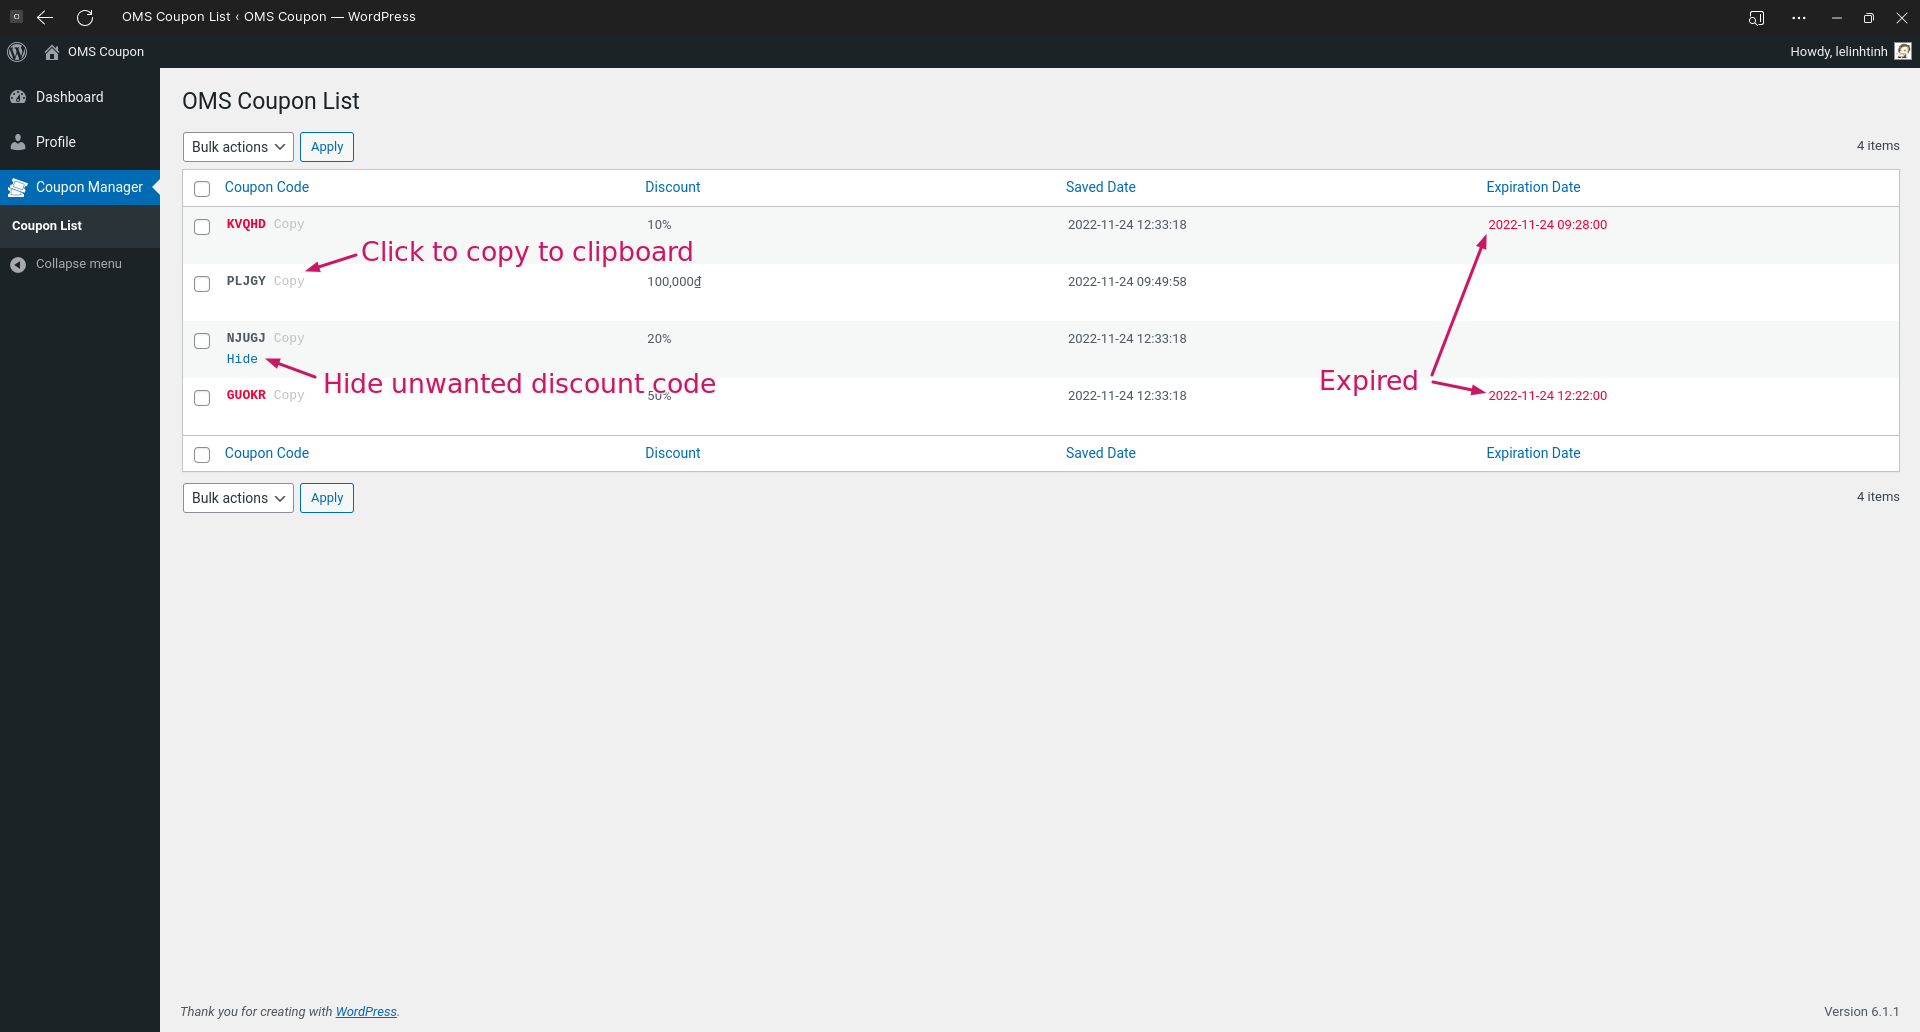 OMS Coupon List ‹ OMS Coupon — WordPress
OMS Coupon
Howdy, lelinhtinh
Dashboard
Profile
Coupon Manager
Coupon List
Collapse menu
OMS Coupon List
Bulk actions Apply 4 items
Coupon Code Discount Saved Date Expiration Date
KVQHD Copy 10% 2022-11-24 12:33:18 2022-11-24 09:28:00
Click to copy to clipboard
PLJGY Copy 100,000₫ 2022-11-24 09:49:58
NJUGJ Copy 20% 2022-11-24 12:33:18
Hide
Hide unwanted discount code
Expired
GUOKR Copy 50% 2022-11-24 12:33:18 2022-11-24 12:22:00
Coupon Code Discount Saved Date Expiration Date
Bulk actions Apply 4 items
Thank you for creating with WordPress.
Version 6.1.1